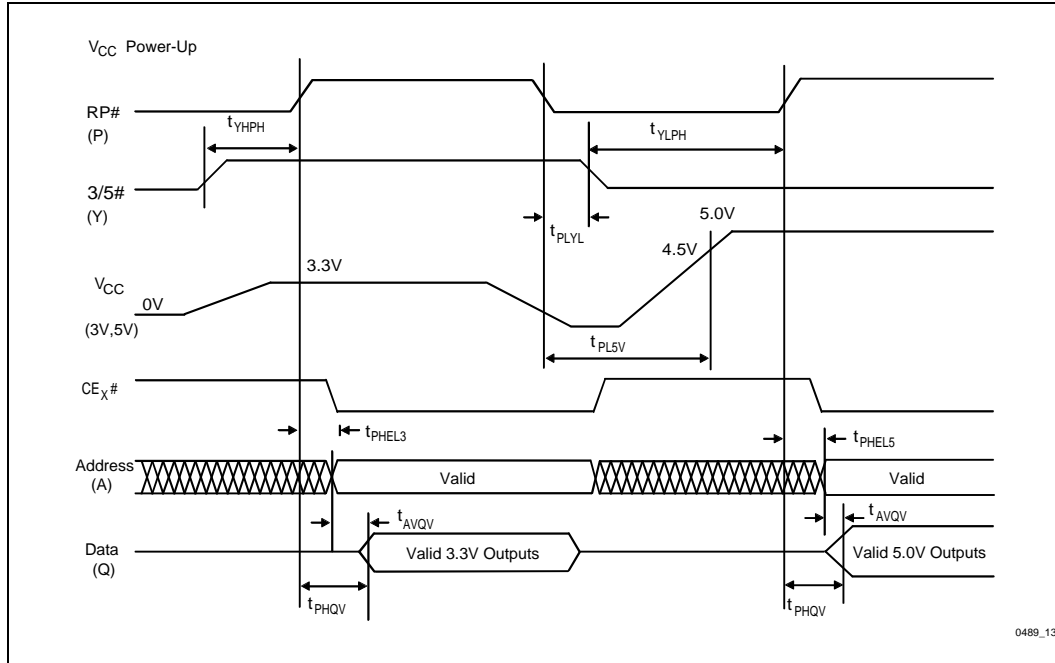 VCC Power-Up
RP#
(P)
tYHPH
tYLPH
3/5#
(Y)
tPLYL
5.0V
4.5V
3.3V
VCC
0V
(3V,5V)
tPL5V
CEX#
tPHEL3
tPHEL5
Address
(A)
Valid
Valid
tAVQV
tAVQV
Data
(Q)
Valid 3.3V Outputs
Valid 5.0V Outputs
tPHQV
tPHQV
0489_13